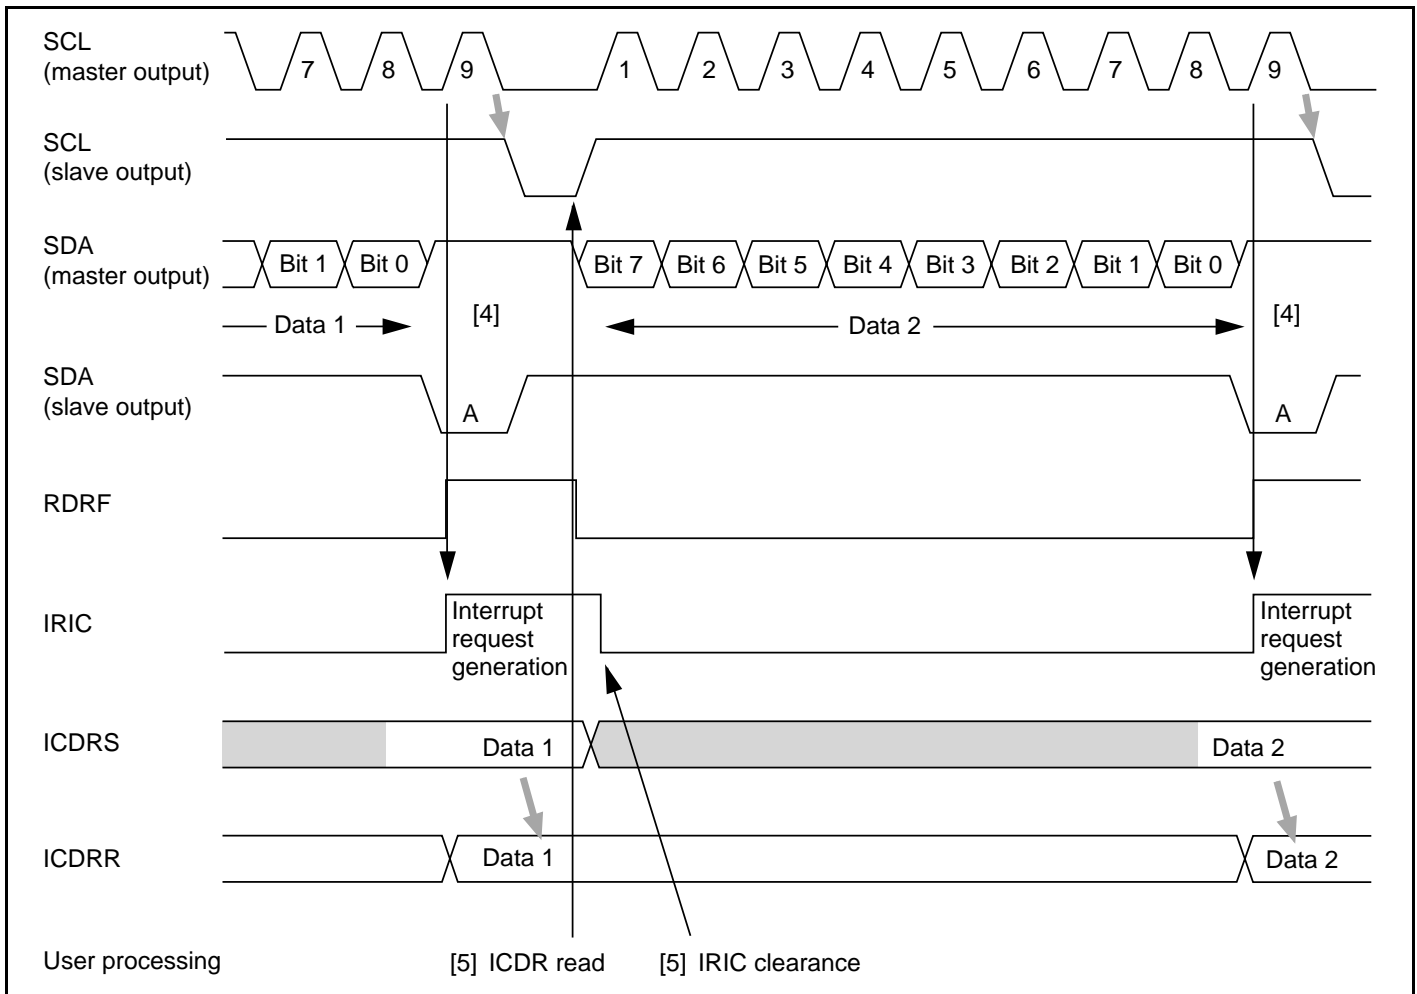 SCL
(master output)
7 8 9 1 2 3 4 5 6 7 8 9
SCL
(slave output)
SDA
(master output)
Bit 1 Bit 0 Bit 7 Bit 6 Bit 5 Bit 4 Bit 3 Bit 2 Bit 1 Bit 0
Data 1 [4] Data 2 [4]
SDA
(slave output)
A A
RDRF
IRIC
Interrupt
request
generation
Interrupt
request
generation
ICDRS Data 1 Data 2
ICDRR Data 1 Data 2
User processing [5] ICDR read [5] IRIC clearance